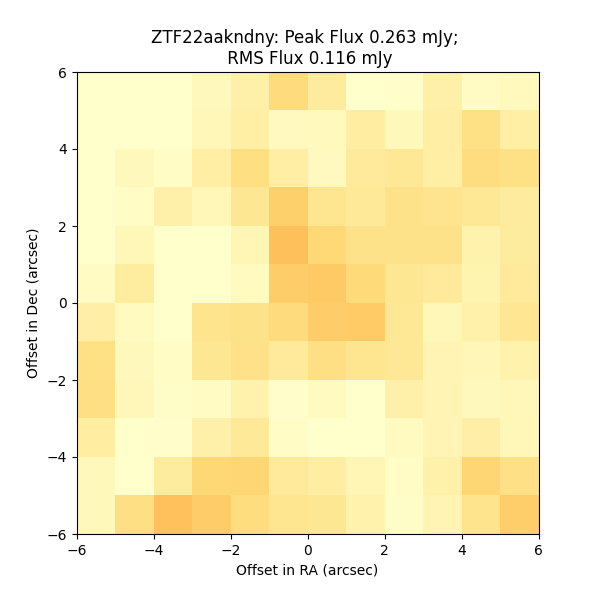 ZTF22aakndny: Peak Flux 0.263 mJy;
RMS Flux 0.116 mJy
6
4
2
0
−2
−4
−6
Offset in Dec (arcsec)
−6 −4 −2 0 2 4 6
Offset in RA (arcsec)